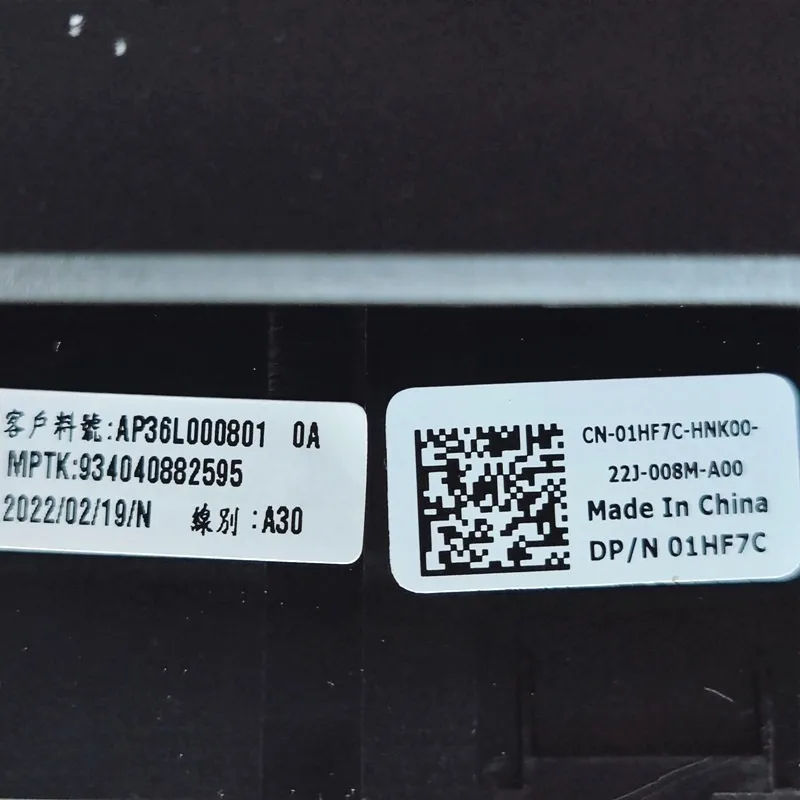 客戶料號:AP36L000801 0A
MPTK:934040882595
2022/02/19/N 線別:A30
CN-01HF7C-HNK00-
22J-008M-A00
Made In China
DP/N 01HF7C